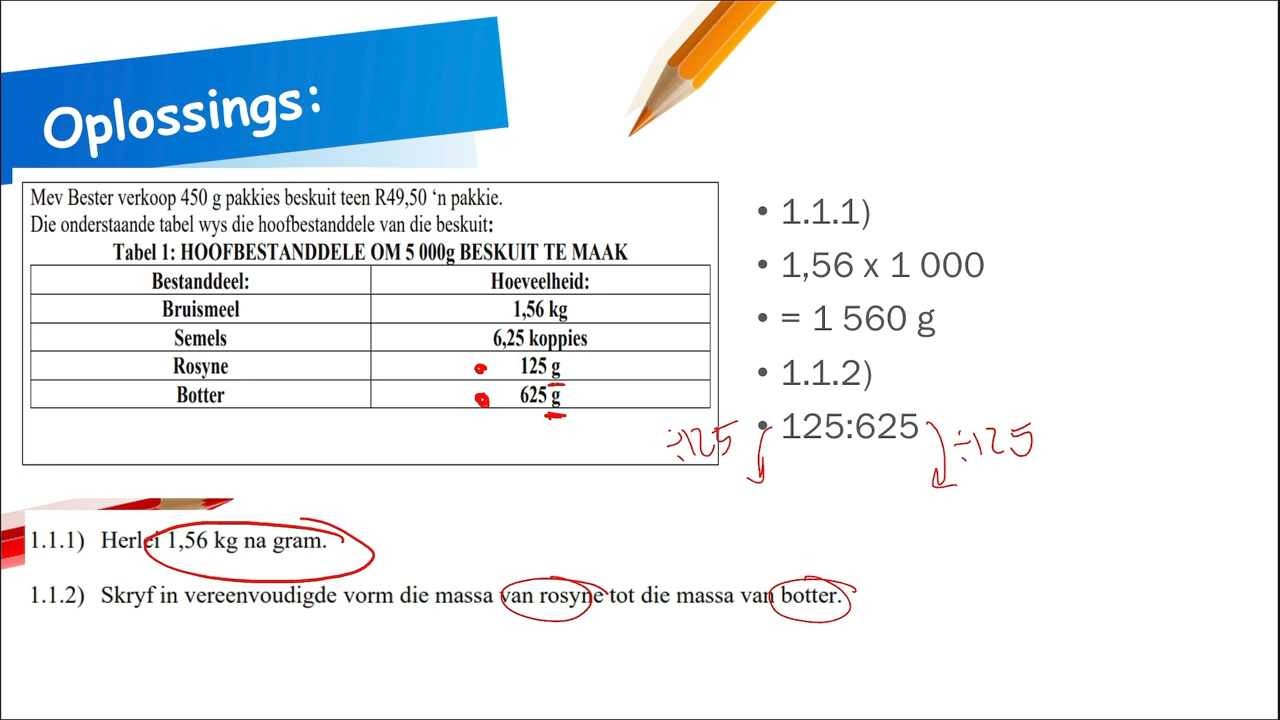 Oplossings:
Mev Bester verkoop 450 g pakkies beskuit teen R49,50 ‘n pakkie.
Die onderstaande tabel wys die hoofbestanddele van die beskuit:
Tabel 1: HOOFBESTANDDELE OM 5 000g BESKUIT TE MAAK
Bestanddeel: Hoeveelheid:
Bruismeel 1,56 kg
Semels 6,25 koppies
Rosyne 125 g
Botter 625 g
• 1.1.1)
• 1,56 x 1 000
• = 1 560 g
• 1.1.2)
• 125:625
÷125 ÷125
1.1.1) Herlei 1,56 kg na gram.
1.1.2) Skryf in vereenvoudigde vorm die massa van rosyne tot die massa van botter.